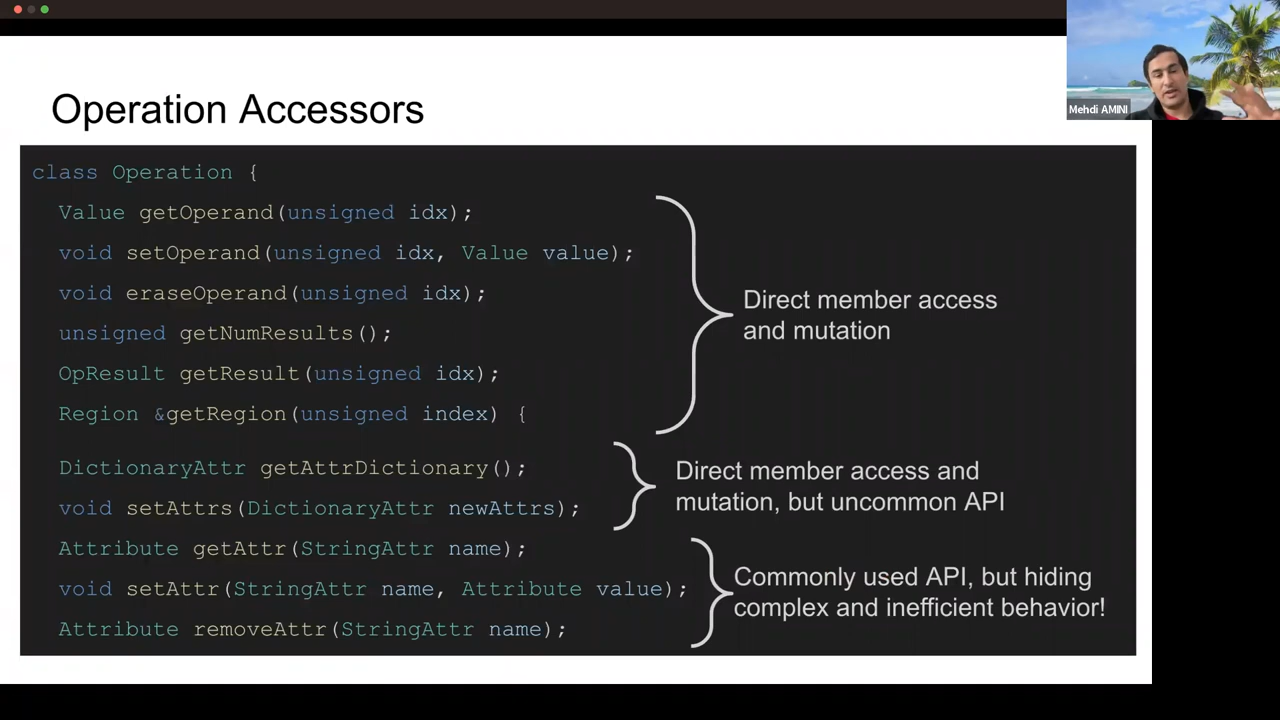 Mehdi AMINI
Operation Accessors
class Operation {
Value getOperand(unsigned idx);
void setOperand(unsigned idx, Value value);
void eraseOperand(unsigned idx);
unsigned getNumResults();
OpResult getResult(unsigned idx);
Region &getRegion(unsigned index) {
Direct member access
and mutation
DictionaryAttr getAttrDictionary();
void setAttrs(DictionaryAttr newAttrs);
Direct member access and
mutation, but uncommon API
Attribute getAttr(StringAttr name);
void setAttr(StringAttr name, Attribute value);
Attribute removeAttr(StringAttr name);
Commonly used API, but hiding
complex and inefficient behavior!